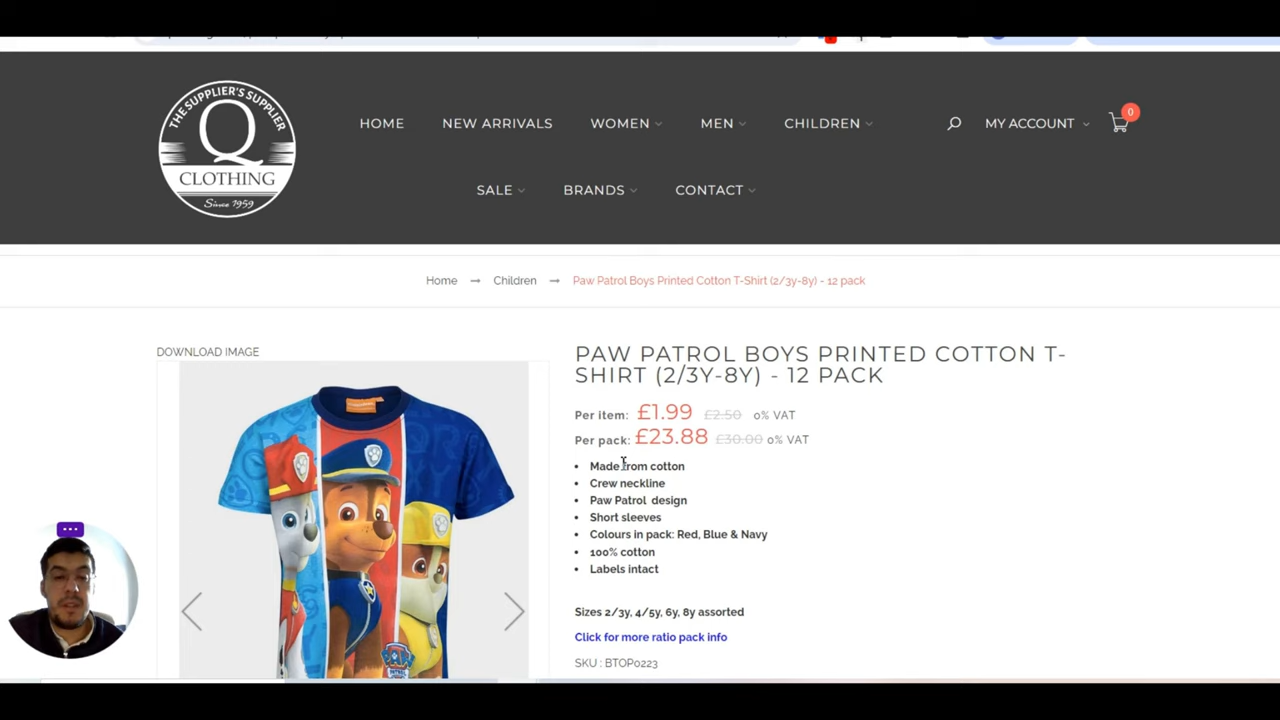 THE SUPPLIER'S SUPPLIER
Q
CLOTHING
Since 1959
HOME NEW ARRIVALS WOMEN MEN CHILDREN MY ACCOUNT 0
SALE BRANDS CONTACT
Home → Children → Paw Patrol Boys Printed Cotton T-Shirt (2/3y-8y) - 12 pack
DOWNLOAD IMAGE
PAW PATROL BOYS PRINTED COTTON T-
SHIRT (2/3Y-8Y) - 12 PACK
Per item: £1.99 £2.50 0% VAT
Per pack: £23.88 £30.00 0% VAT
• Made from cotton
• Crew neckline
• Paw Patrol design
• Short sleeves
• Colours in pack: Red, Blue & Navy
• 100% cotton
• Labels intact
Sizes 2/3y, 4/5y, 6y, 8y assorted
Click for more ratio pack info
SKU : BTOP0223
PAW
PATROL